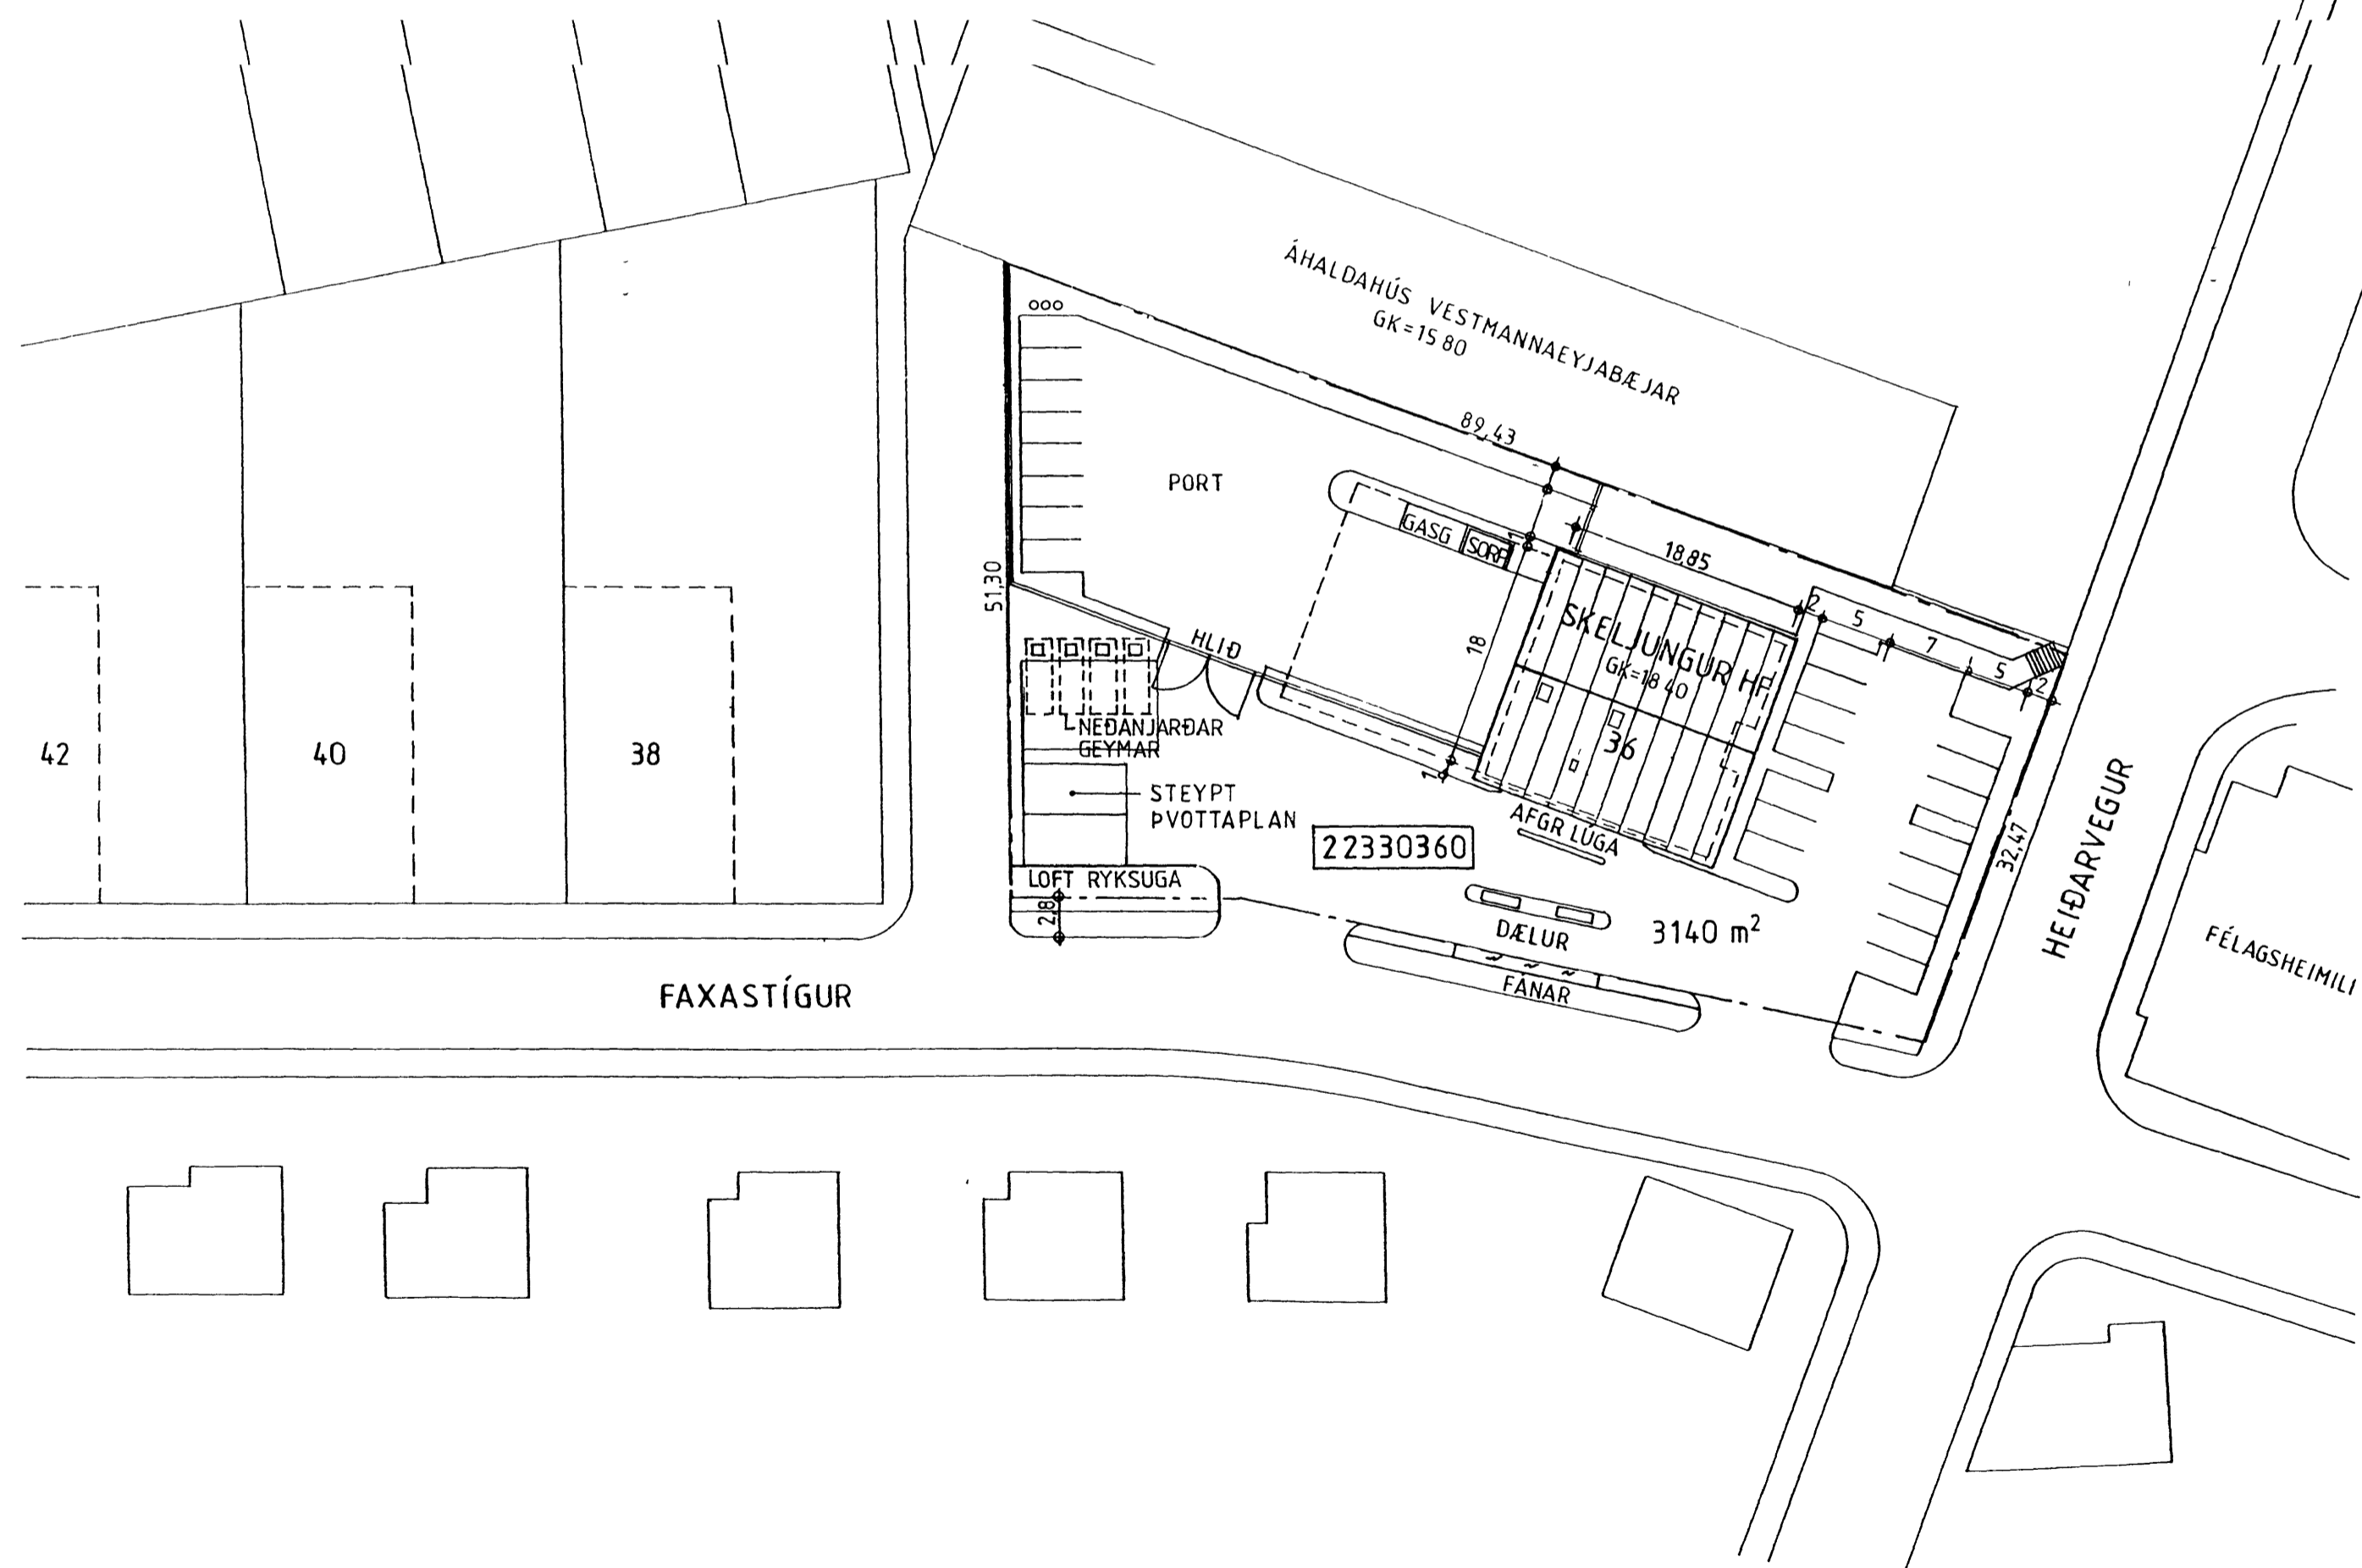 ÁHALDAHÚS VESTMANNAEYJABÆJAR
GK=15 80
89,43
PORT
GASG
SORP
1
18,85
2
5
7
5
2
51,30
HLIÐ
18
SKELJUNGUR HF
GK=18 40
36
NEÐANJARÐAR
GEYMAR
42
40
38
1
STEYPT
ÞVOTTAPLAN
22330360
AFGR LÚGA
LOFT RYKSUGA
2,8
DÆLUR
3140 m²
FÁNAR
32,47
HEIÐARVEGUR
FÉLAGSHEIMILI
FAXASTÍGUR